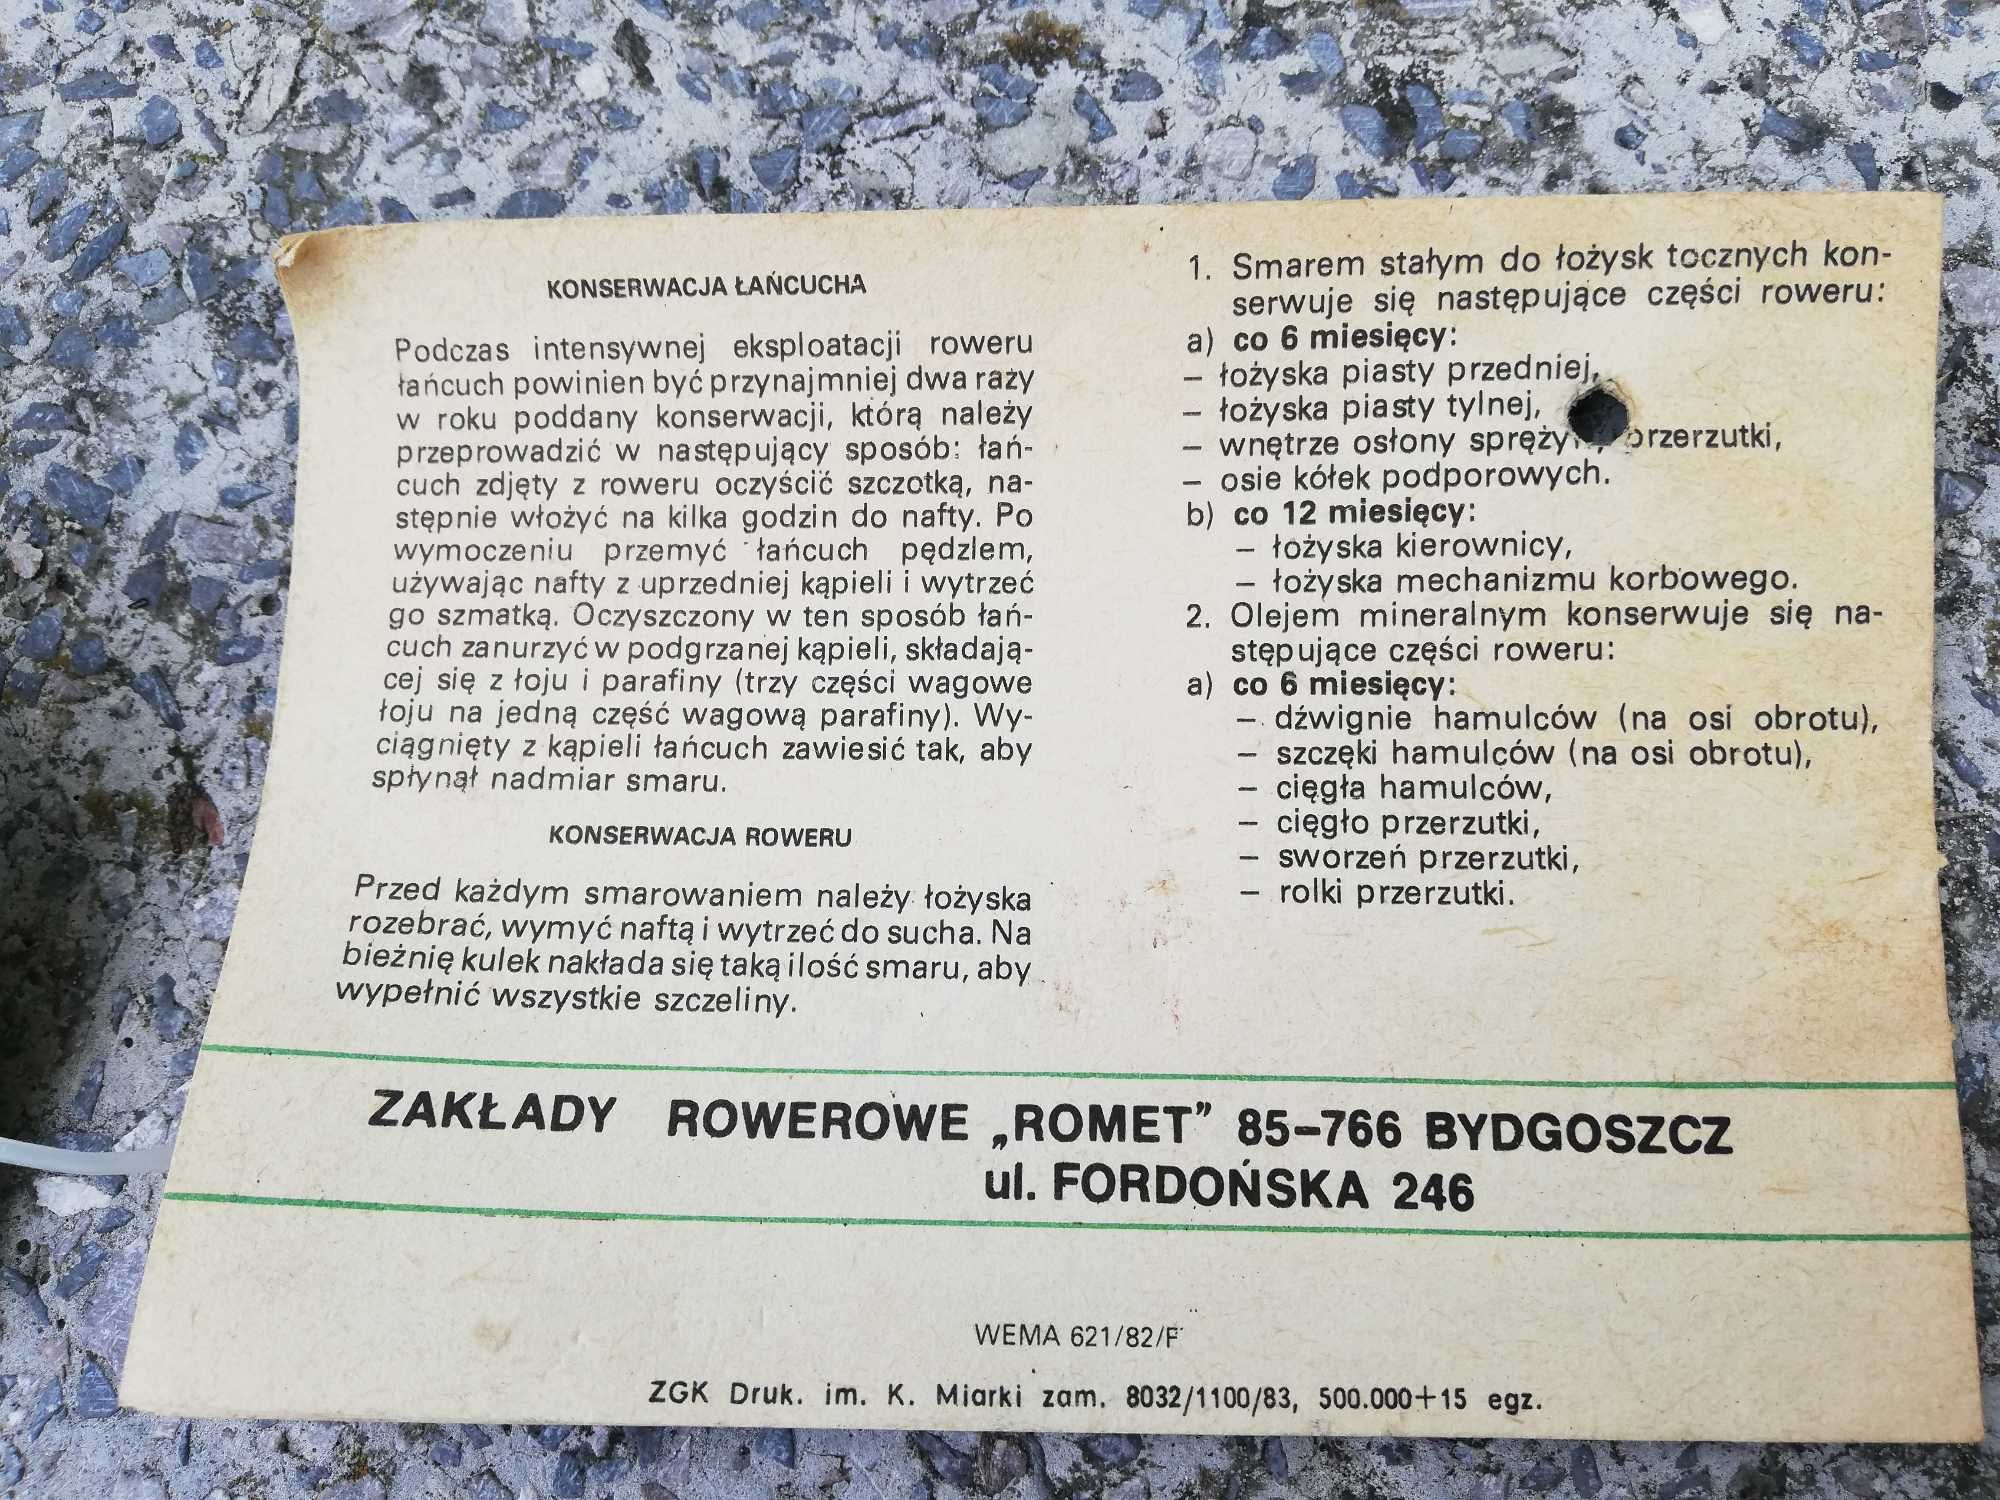 KONSERWACJA ŁAŃCUCHA
Podczas intensywnej eksploatacji roweru
łańcuch powinien być przynajmniej dwa razy
w roku poddany konserwacji, którą należy
przeprowadzić w następujący sposób: łań-
cuch zdjęty z roweru oczyścić szczotką, na-
stępnie włożyć na kilka godzin do nafty. Po
wymoczeniu przemyć łańcuch pędzlem,
używając nafty z uprzedniej kąpieli i wytrzeć
go szmatką. Oczyszczony w ten sposób łań-
cuch zanurzyć w podgrzanej kąpieli, składają-
cej się z łoju i parafiny (trzy części wagowe
łoju na jedną część wagową parafiny). Wy-
ciągnięty z kąpieli łańcuch zawiesić tak, aby
spłynął nadmiar smaru.
KONSERWACJA ROWERU
Przed każdym smarowaniem należy łożyska
rozebrać, wymyć naftą i wytrzeć do sucha. Na
bieżnię kulek nakłada się taką ilość smaru, aby
wypełnić wszystkie szczeliny.
1. Smarem stałym do łożysk tocznych kon-
serwuje się następujące części roweru:
a) co 6 miesięcy:
– łożyska piasty przedniej,
– łożyska piasty tylnej,
– wnętrze osłony przerzutki,
– osie kółek podporowych.
b) co 12 miesięcy:
– łożyska kierownicy,
– łożyska mechanizmu korbowego.
2. Olejem mineralnym konserwuje się na-
stępujące części roweru:
a) co 6 miesięcy:
– dźwignie hamulców (na osi obrotu),
– szczęki hamulców (na osi obrotu),
– cięgła hamulców,
– cięgło przerzutki,
– sworzeń przerzutki,
– rolki przerzutki.
ZAKŁADY ROWEROWE „ROMET” 85-766 BYDGOSZCZ
ul. FORDOŃSKA 246
WEMA 621/82/F
ZGK Druk. im. K. Miarki zam. 8032/1100/83, 500.000+15 egz.